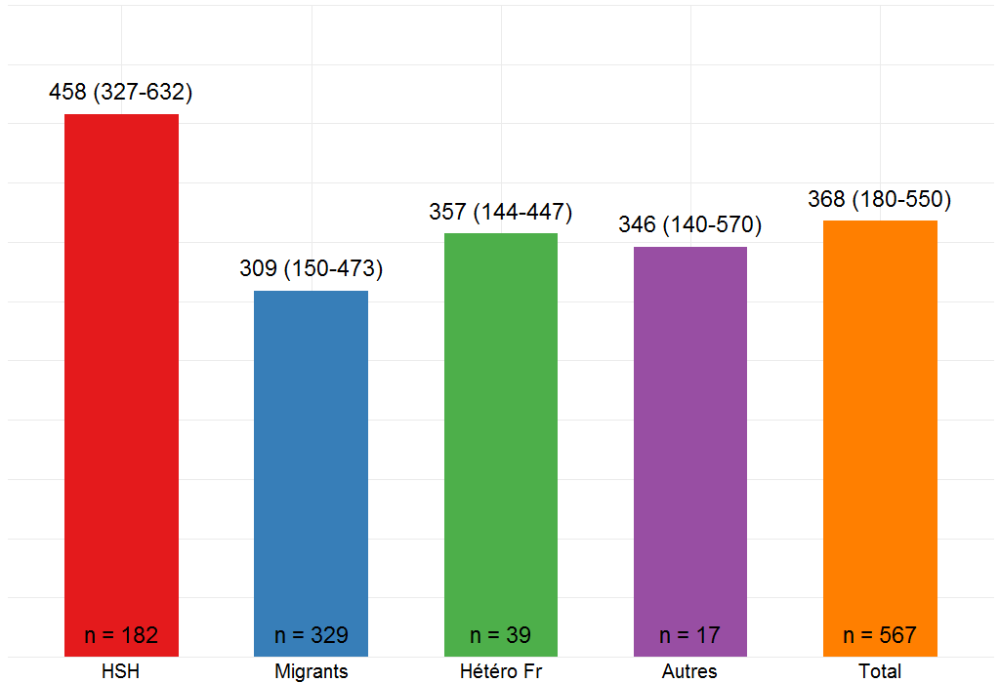 458 (327-632)
309 (150-473)
357 (144-447)
346 (140-570)
368 (180-550)
n = 182
n = 329
n = 39
n = 17
n = 567
HSH
Migrants
Hétéro Fr
Autres
Total